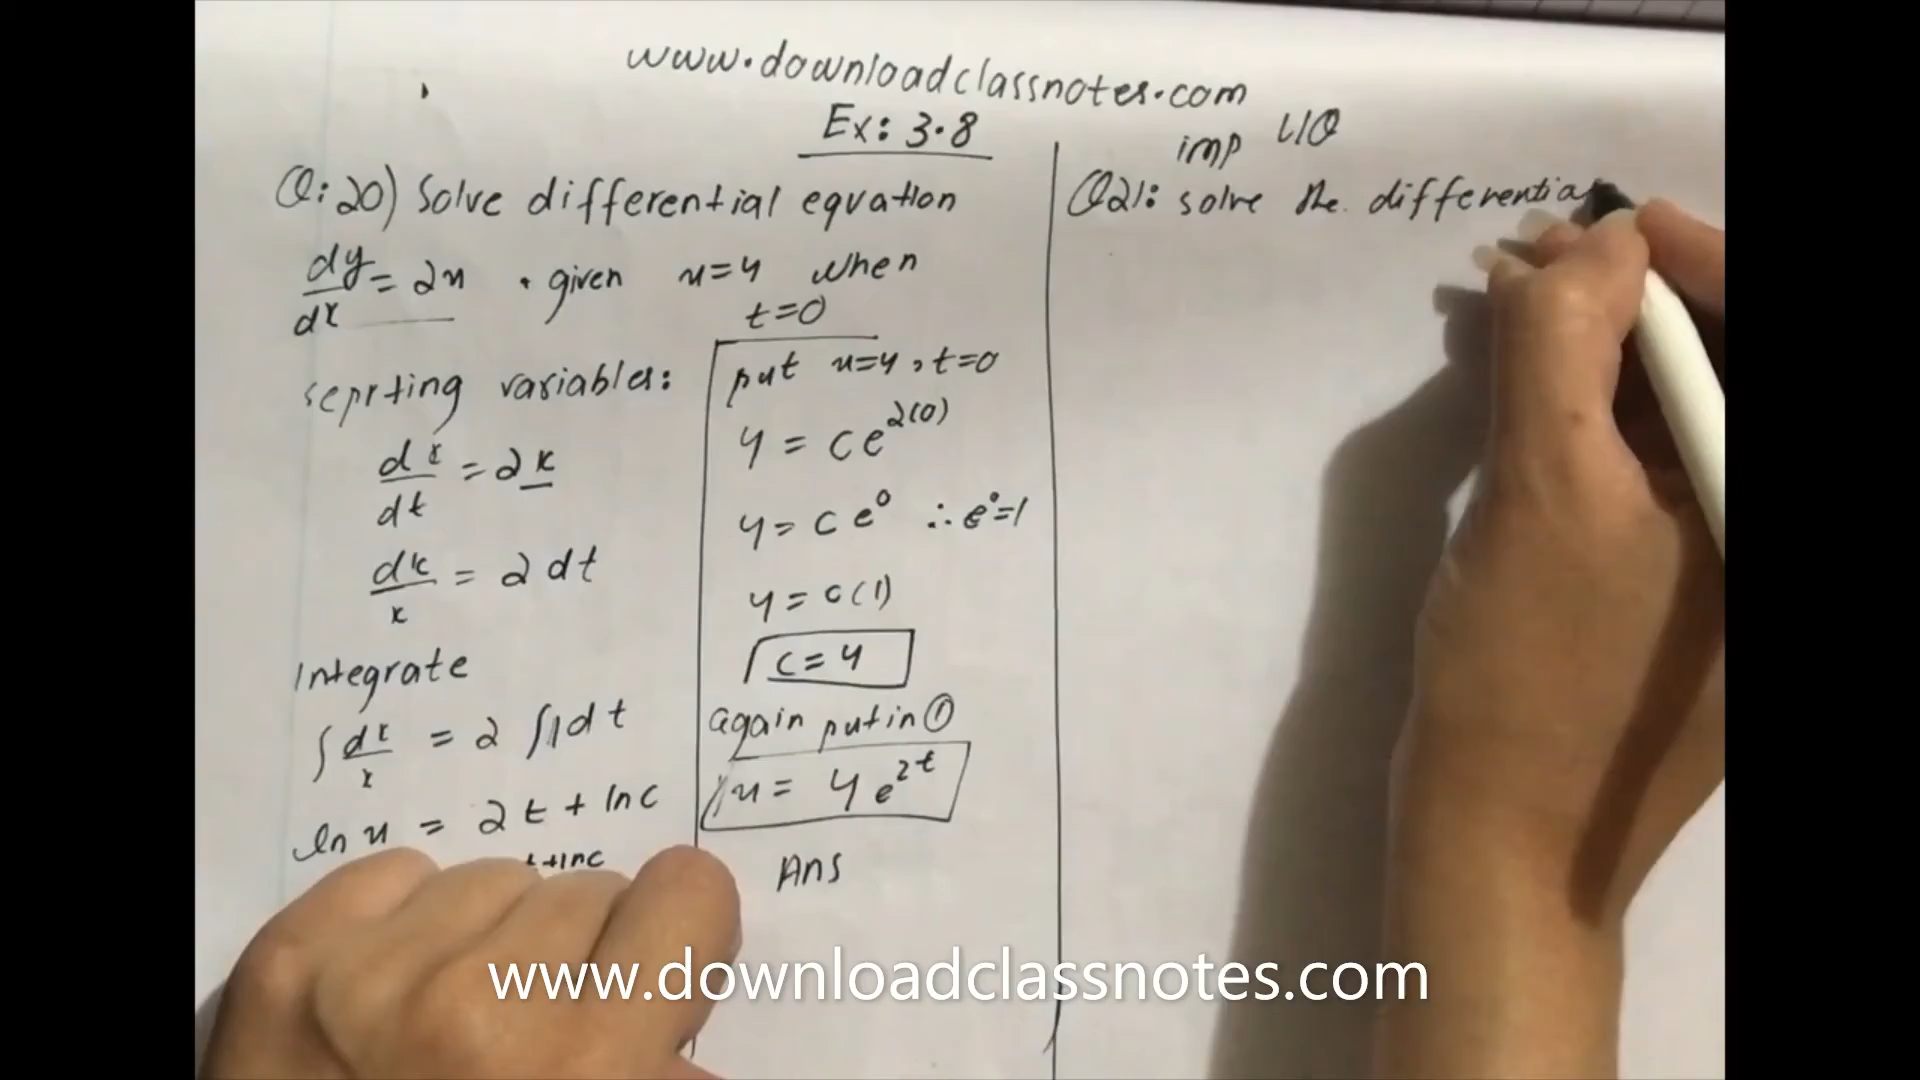 www.downloadclassnotes.com
Ex: 3.8
Q:20) Solve differential equation
dy/dx = 2x . given x=4 when
t=0
seprting variables:
dx/dt = 2x
dx/x = 2 dt
Integrate
∫ dx/x = 2 ∫1dt
ln x = 2t + lnc
t+lnc
put x=4, t=0
4 = ce^2(0)
4 = c e^0 ∴ e^0=1
4 = c(1)
c = 4
again put in ①
x = 4 e^2t
Ans
imp L/Q
Q21: solve the differentia
www.downloadclassnotes.com